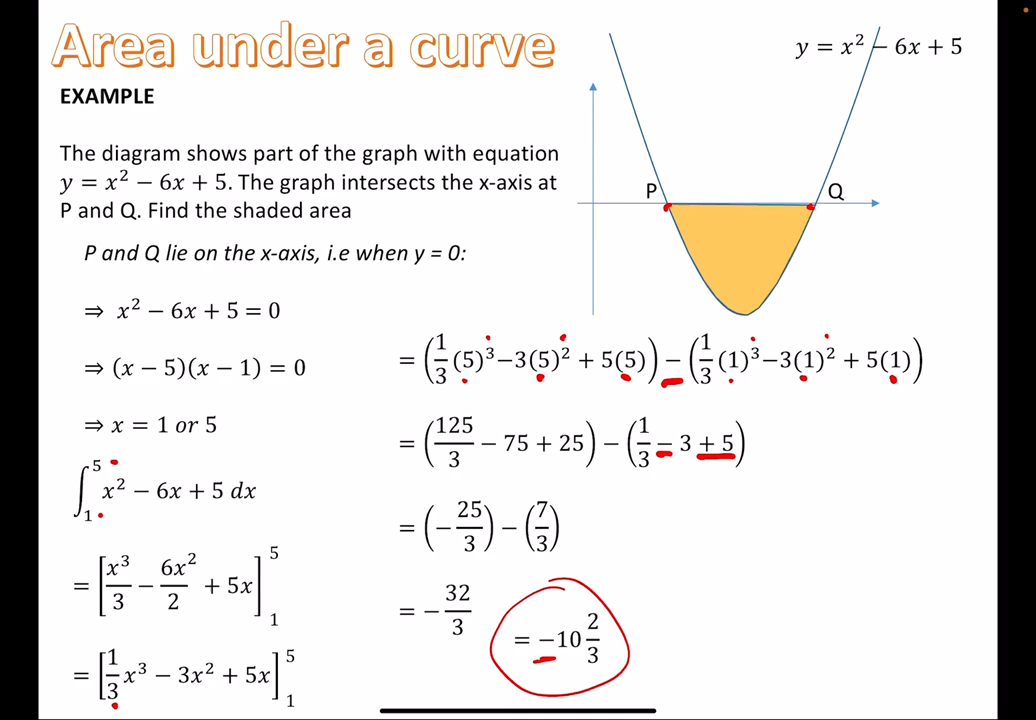 Area under a curve
EXAMPLE
The diagram shows part of the graph with equation
y = x² − 6x + 5. The graph intersects the x-axis at
P and Q. Find the shaded area
P and Q lie on the x-axis, i.e when y = 0:
⇒ x² − 6x + 5 = 0
⇒ (x − 5)(x − 1) = 0
⇒ x = 1 or 5
∫₁⁵ x² − 6x + 5 dx
= [x³/3 − 6x²/2 + 5x]₁⁵
= [1/3 x³ − 3x² + 5x]₁⁵
y = x² − 6x + 5
P
Q
= (1/3 (5)³ −3(5)² + 5(5)) − (1/3 (1)³ −3(1)² + 5(1))
= (125/3 − 75 + 25) − (1/3 − 3 + 5)
= (−25/3) − (7/3)
= −32/3
= −10 2/3